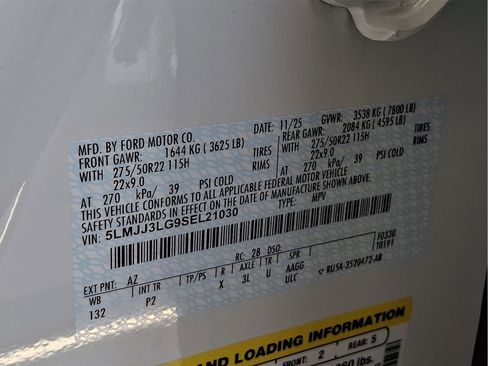 MFD. BY FORD MOTOR CO.
DATE: 11/25 GVWR: 3538 KG ( 7800 LB)
FRONT GAWR: 1644 KG ( 3625 LB) REAR GAWR: 2084 KG ( 4595 LB)
WITH 275/50R22 115H TIRES WITH 275/50R22 115H TIRES
22x9.0 RIMS 22x9.0 RIMS
AT 270 kPa/ 39 PSI COLD AT 270 kPa/ 39 PSI COLD
THIS VEHICLE CONFORMS TO ALL APPLICABLE FEDERAL MOTOR VEHICLE
SAFETY STANDARDS IN EFFECT ON THE DATE OF MANUFACTURE SHOWN ABOVE.
VIN: 5LMJJ3LG9SEL21030 TYPE: MPV
F0330
T0191
EXT PNT: AZ RC: 28 DSO:
WB INT TR TP/PS R AXLE TR SPR
132 P2 X 3L U AAGG
ULC RU5A-3520472-AB
AND LOADING INFORMATION
FRONT: 2 REAR: 5
lbs.